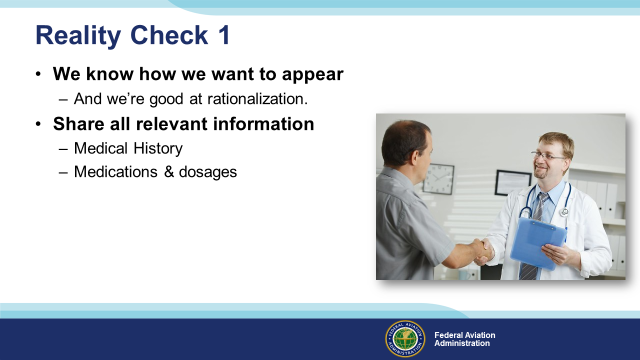 Reality Check 1
• We know how we want to appear
– And we're good at rationalization.
• Share all relevant information
– Medical History
– Medications & dosages
Federal Aviation
Administration